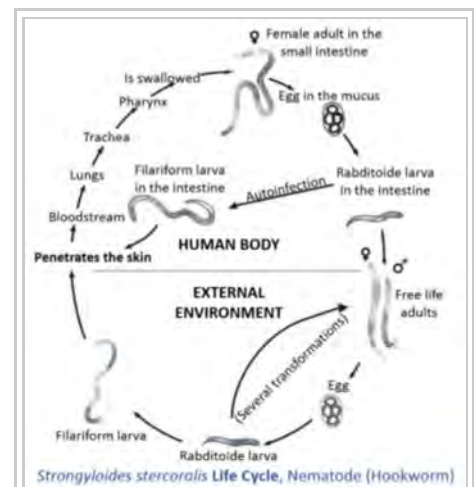 ♀ Female adult in the
small intestine
Is swallowed
Egg in the mucus
Pharynx
Trachea
Lungs
Bloodstream
Penetrates the skin
Filariform larva
in the intestine
Autoinfection
Rabditoide larva
in the intestine
HUMAN BODY
♀ ♂
EXTERNAL
ENVIRONMENT
Free life
adults
(Several transformations)
Egg
Filariform larva
Rabditoide larva
Strongyloides stercoralis Life Cycle, Nematode (Hookworm)